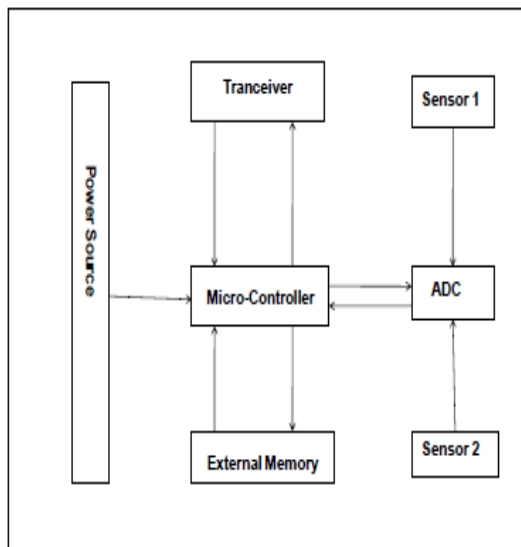 Tranceiver
Sensor 1
Power Source
Micro-Controller
ADC
External Memory
Sensor 2